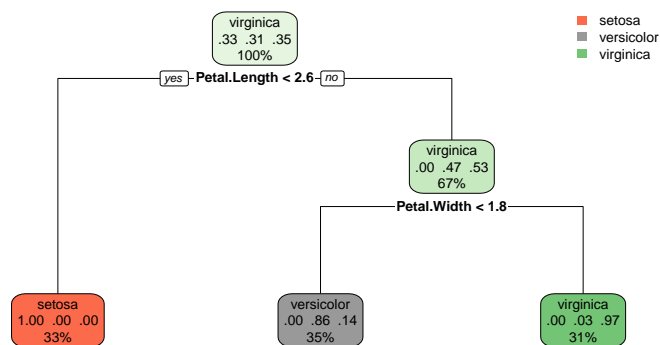 virginica
.33 .31 .35
100%
setosa
versicolor
virginica
yes Petal.Length < 2.6 no
virginica
.00 .47 .53
67%
Petal.Width < 1.8
setosa
1.00 .00 .00
33%
versicolor
.00 .86 .14
35%
virginica
.00 .03 .97
31%